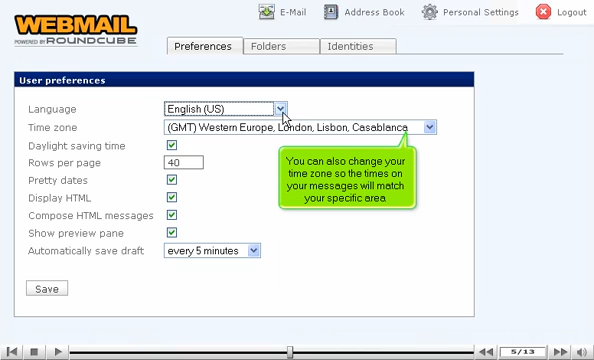 WEBMAIL
POWERED BY ROUNDCUBE
E-Mail Address Book Personal Settings Logout
Preferences Folders Identities
User preferences
Language English (US)
Time zone (GMT) Western Europe, London, Lisbon, Casablanca
Daylight saving time
Rows per page 40
Pretty dates
Display HTML
Compose HTML messages
Show preview pane
Automatically save draft every 5 minutes
You can also change your
time zone so the times on
your messages will match
your specific area
Save
5/13